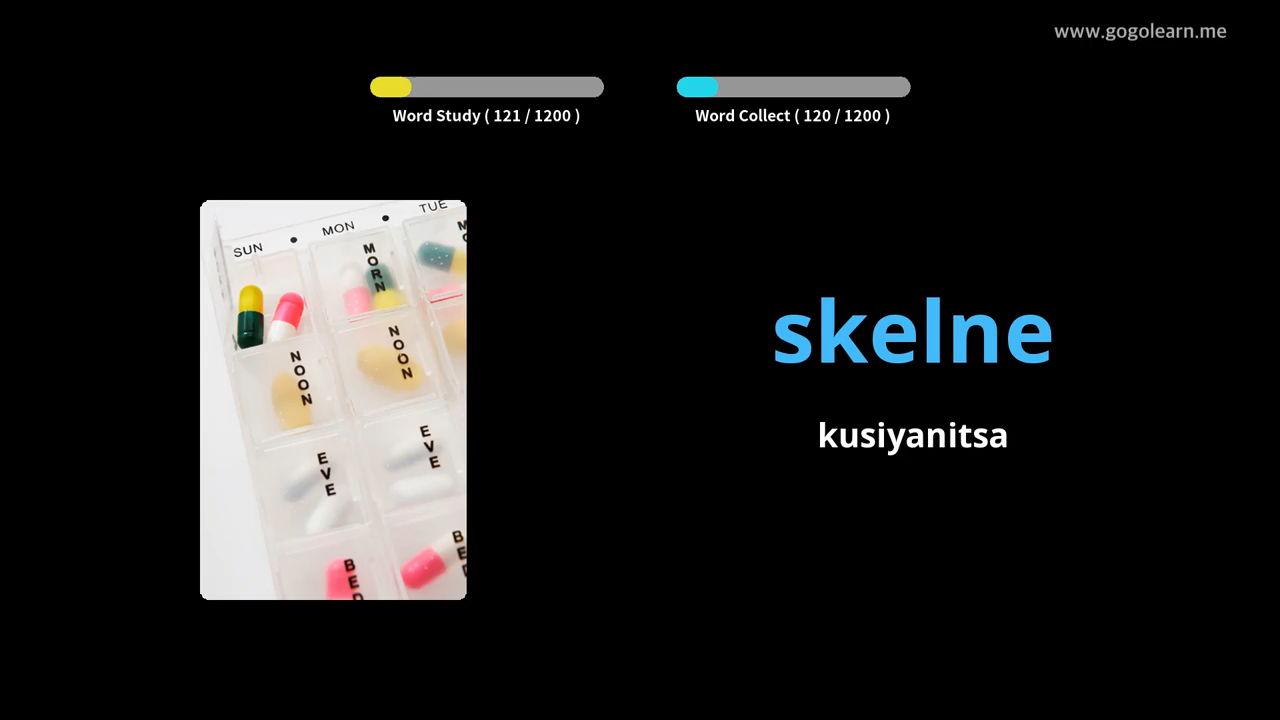 www.gogolearn.me
Word Study ( 121 / 1200 )
Word Collect ( 120 / 1200 )
SUN
MON
TUE
MORN
NOON
NOON
EVE
EVE
BED
skelne
kusiyanitsa